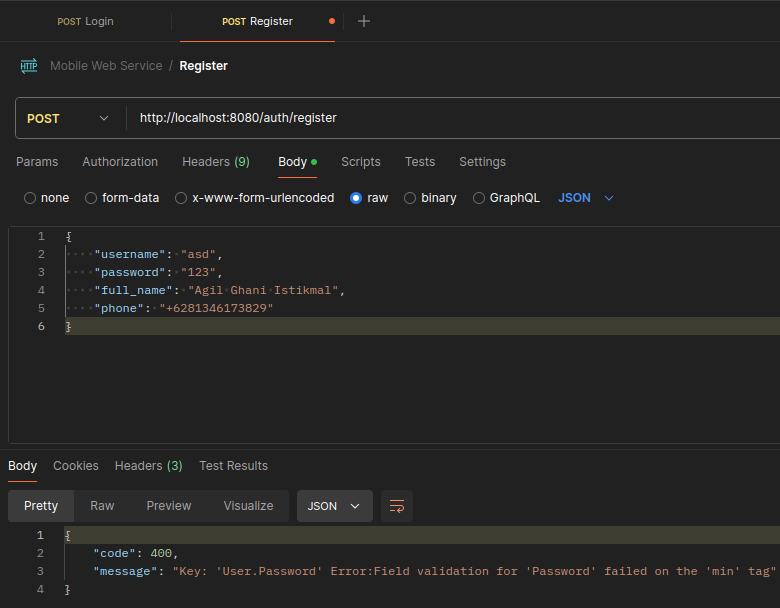 POST Login POST Register
HTTP Mobile Web Service / Register
POST http://localhost:8080/auth/register
Params Authorization Headers (9) Body Scripts Tests Settings
none form-data x-www-form-urlencoded raw binary GraphQL JSON
1 {
2 "username": "asd",
3 "password": "123",
4 "full_name": "Agil Ghani Istikmal",
5 "phone": "+6281346173829"
6 }
Body Cookies Headers (3) Test Results
Pretty Raw Preview Visualize JSON
1 {
2 "code": 400,
3 "message": "Key: 'User.Password' Error:Field validation for 'Password' failed on the 'min' tag"
4 }